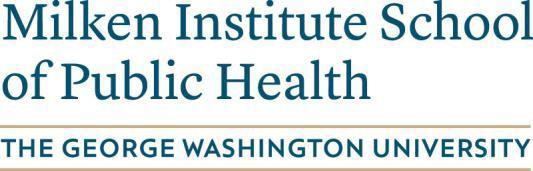 Milken Institute School
of Public Health
THE GEORGE WASHINGTON UNIVERSITY